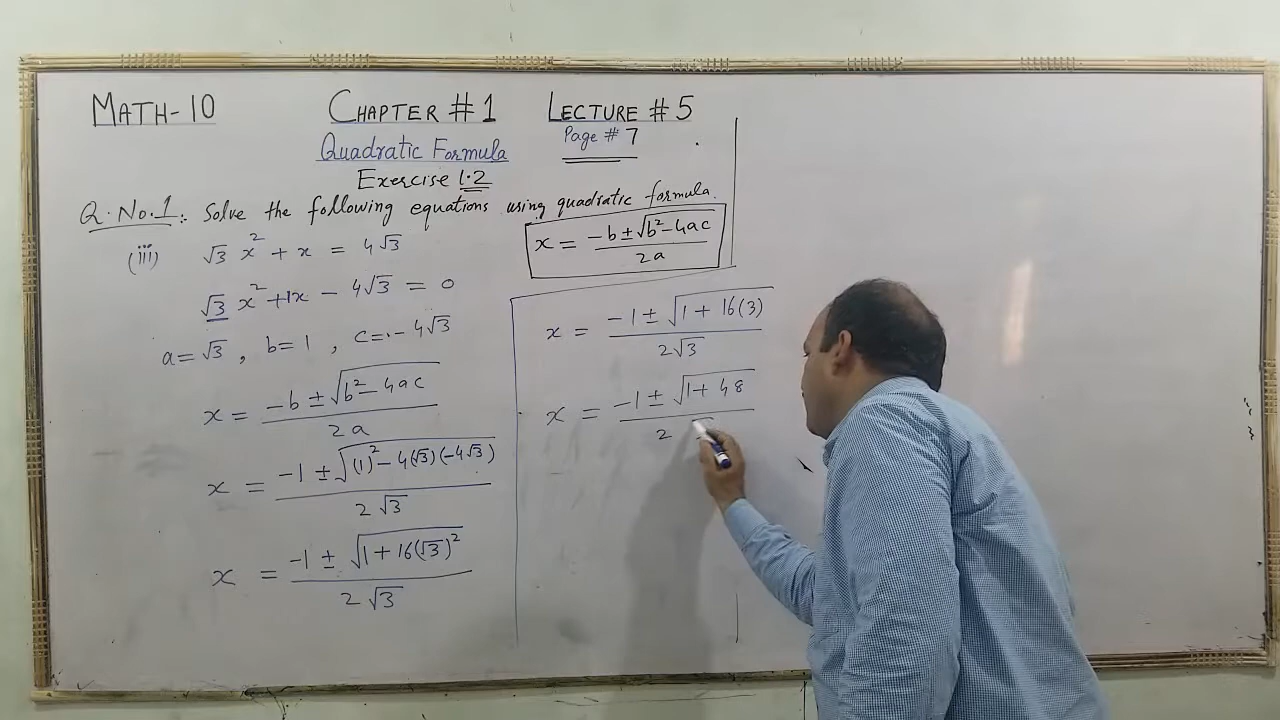 MATH-10 CHAPTER #1 LECTURE #5
Quadratic Formula Page # 7
Exercise 1.2
Q.No.1: Solve the following equations using quadratic formula.
(iii) √3 x² + x = 4√3
x = (-b ± √(b² - 4ac)) / 2a
√3 x² + 1x - 4√3 = 0
a = √3 , b = 1 , c = -4√3
x = (-b ± √(b² - 4ac)) / 2a
x = (-1 ± √((1)² - 4(√3)(-4√3))) / 2√3
x = (-1 ± √(1 + 16(√3)²)) / 2√3
x = (-1 ± √(1 + 16(3))) / 2√3
x = (-1 ± √(1 + 48)) / 2√